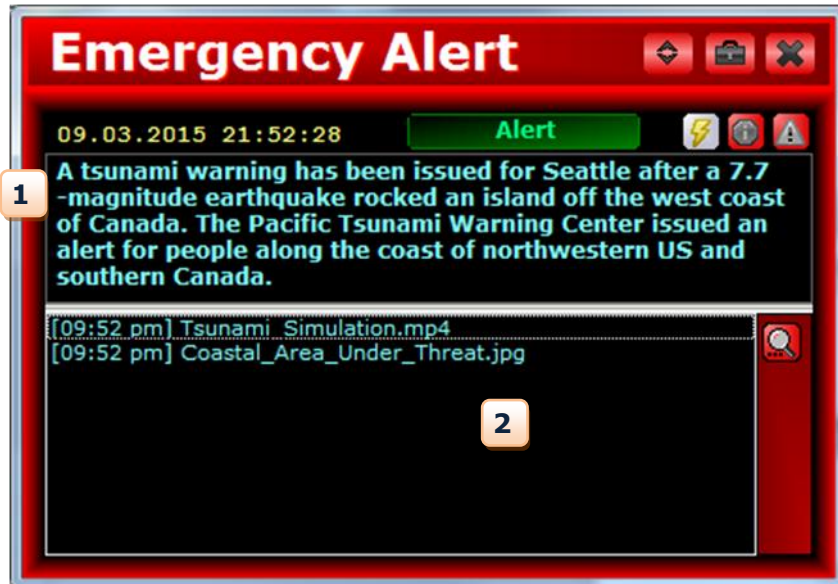 Emergency Alert
09.03.2015 21:52:28 Alert
1
A tsunami warning has been issued for Seattle after a 7.7
-magnitude earthquake rocked an island off the west coast
of Canada. The Pacific Tsunami Warning Center issued an
alert for people along the coast of northwestern US and
southern Canada.
[09:52 pm] Tsunami_Simulation.mp4
[09:52 pm] Coastal_Area_Under_Threat.jpg
2